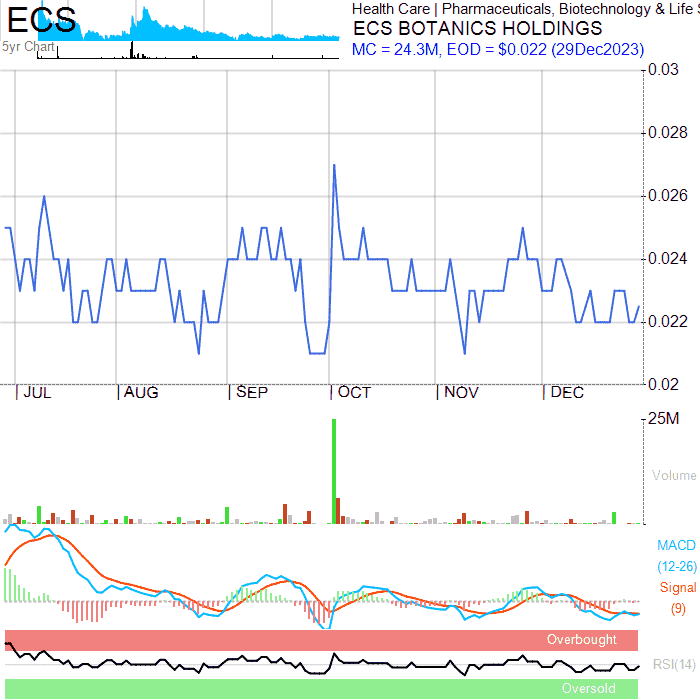 ECS
5yr Chart
Health Care | Pharmaceuticals, Biotechnology & Life S
ECS BOTANICS HOLDINGS
MC = 24.3M, EOD = $0.022 (29Dec2023)
0.03
0.028
0.026
0.024
0.022
0.02
JUL AUG SEP OCT NOV DEC
25M
Volume
MACD
(12-26)
Signal
(9)
Overbought
RSI(14)
Oversold